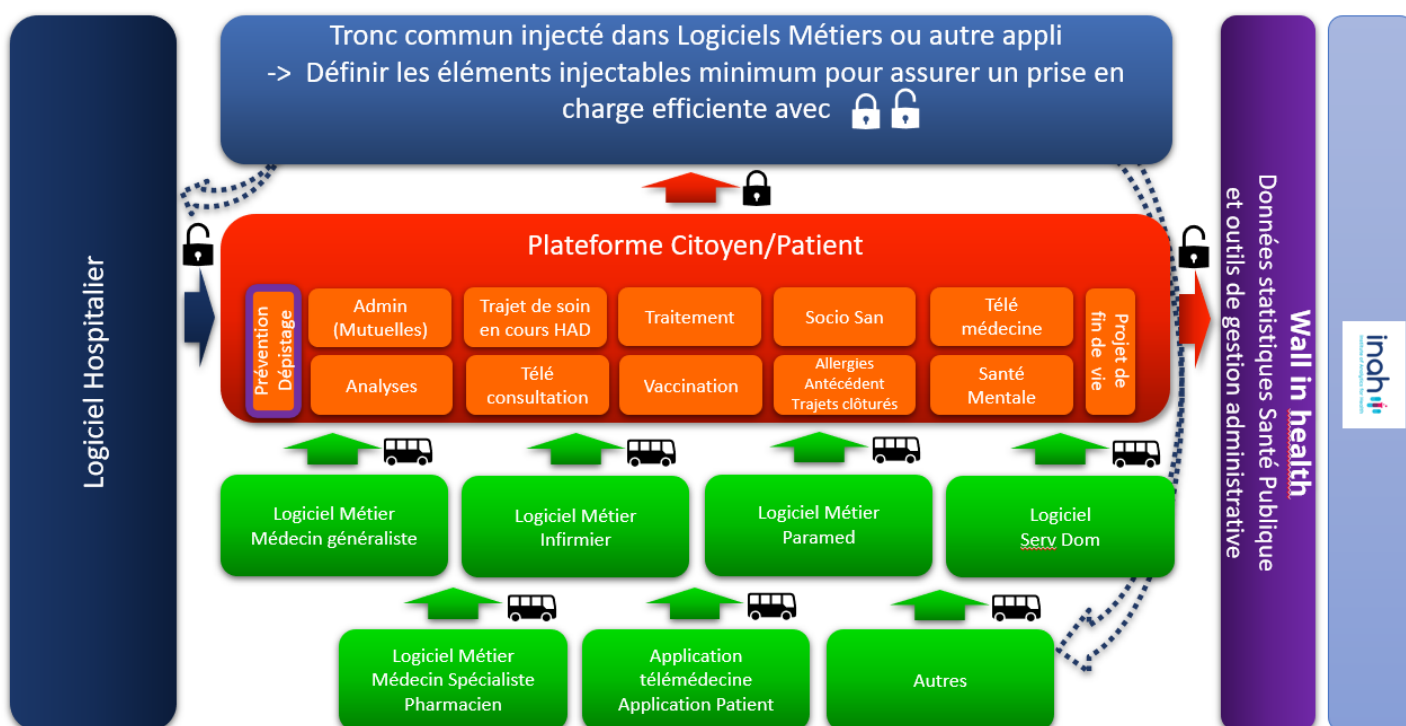 Logiciel Hospitalier
Tronc commun injecté dans Logiciels Métiers ou autre appli
-> Définir les éléments injectables minimum pour assurer un prise en
charge efficiente avec
Plateforme Citoyen/Patient
Prévention
Dépistage
Admin
(Mutuelles)
Trajet de soin
en cours HAD
Traitement
Socio San
Télé
médecine
Projet de
fin de vie
Analyses
Télé
consultation
Vaccination
Allergies
Antécédent
Trajets clôturés
Santé
Mentale
Logiciel Métier
Médecin généraliste
Logiciel Métier
Infirmier
Logiciel Métier
Paramed
Logiciel
Serv Dom
Logiciel Métier
Médecin Spécialiste
Pharmacien
Application
télémédecine
Application Patient
Autres
Wall in health
Données statistiques Santé Publique
et outils de gestion administrative
inah